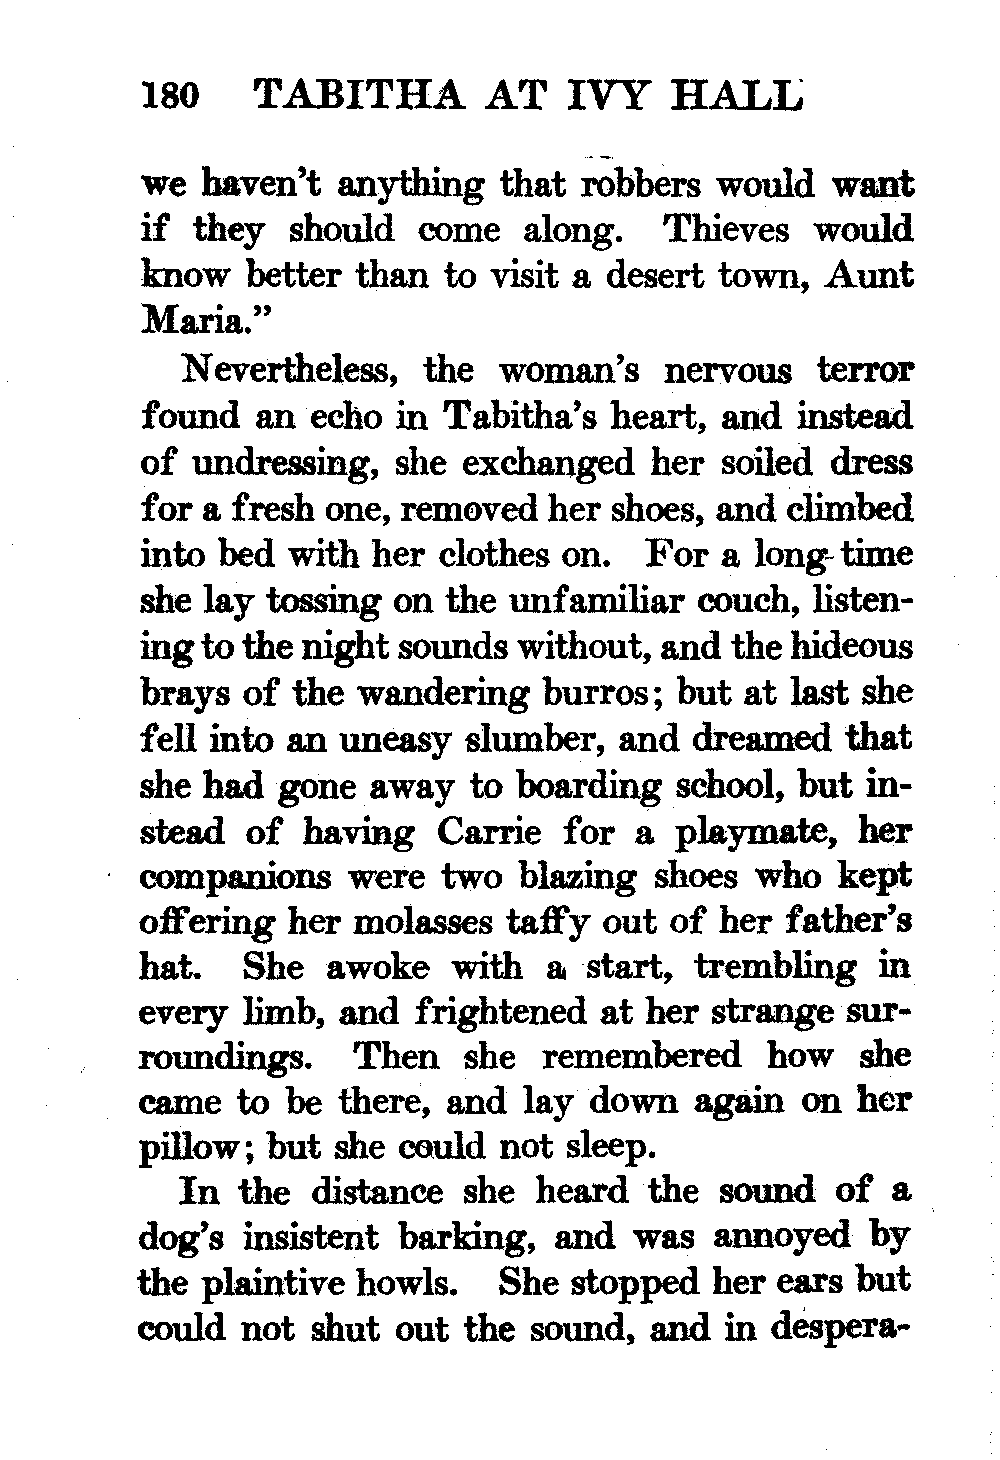 180 TABITHA AT IVY HALL
we haven't anything that robbers would want
if they should come along. Thieves would
know better than to visit a desert town, Aunt
Maria."
Nevertheless, the woman's nervous terror
found an echo in Tabitha's heart, and instead
of undressing, she exchanged her soiled dress
for a fresh one, removed her shoes, and climbed
into bed with her clothes on. For a long time
she lay tossing on the unfamiliar couch, listen-
ing to the night sounds without, and the hideous
brays of the wandering burros; but at last she
fell into an uneasy slumber, and dreamed that
she had gone away to boarding school, but in-
stead of having Carrie for a playmate, her
companions were two blazing shoes who kept
offering her molasses taffy out of her father's
hat. She awoke with a start, trembling in
every limb, and frightened at her strange sur-
roundings. Then she remembered how she
came to be there, and lay down again on her
pillow; but she could not sleep.
In the distance she heard the sound of a
dog's insistent barking, and was annoyed by
the plaintive howls. She stopped her ears but
could not shut out the sound, and in despera-